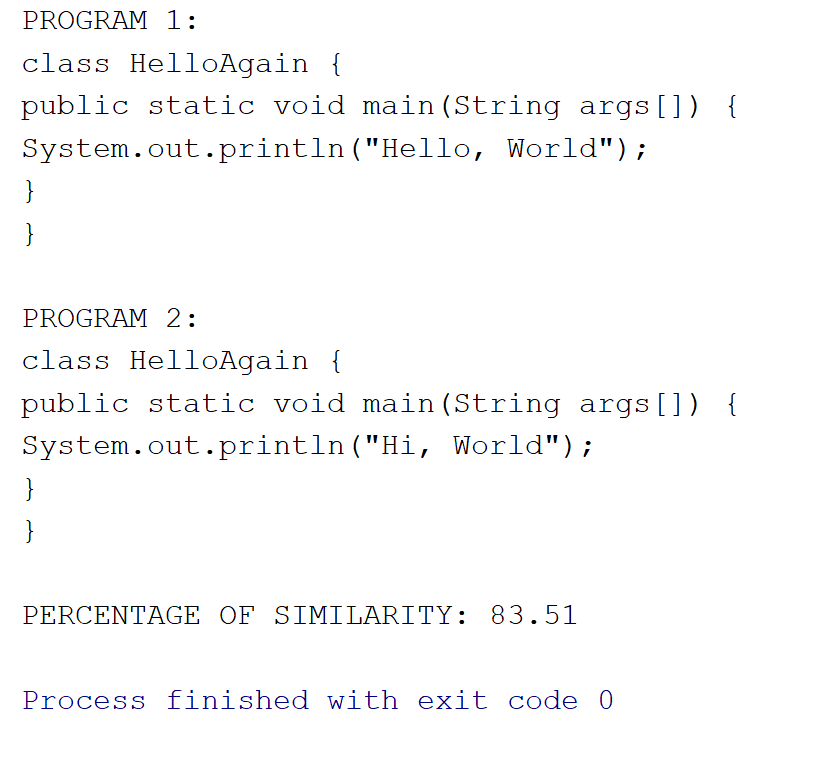 PROGRAM 1:
class HelloAgain {
public static void main(String args[]) {
System.out.println("Hello, World");
}
}
PROGRAM 2:
class HelloAgain {
public static void main(String args[]) {
System.out.println("Hi, World");
}
}
PERCENTAGE OF SIMILARITY: 83.51
Process finished with exit code 0